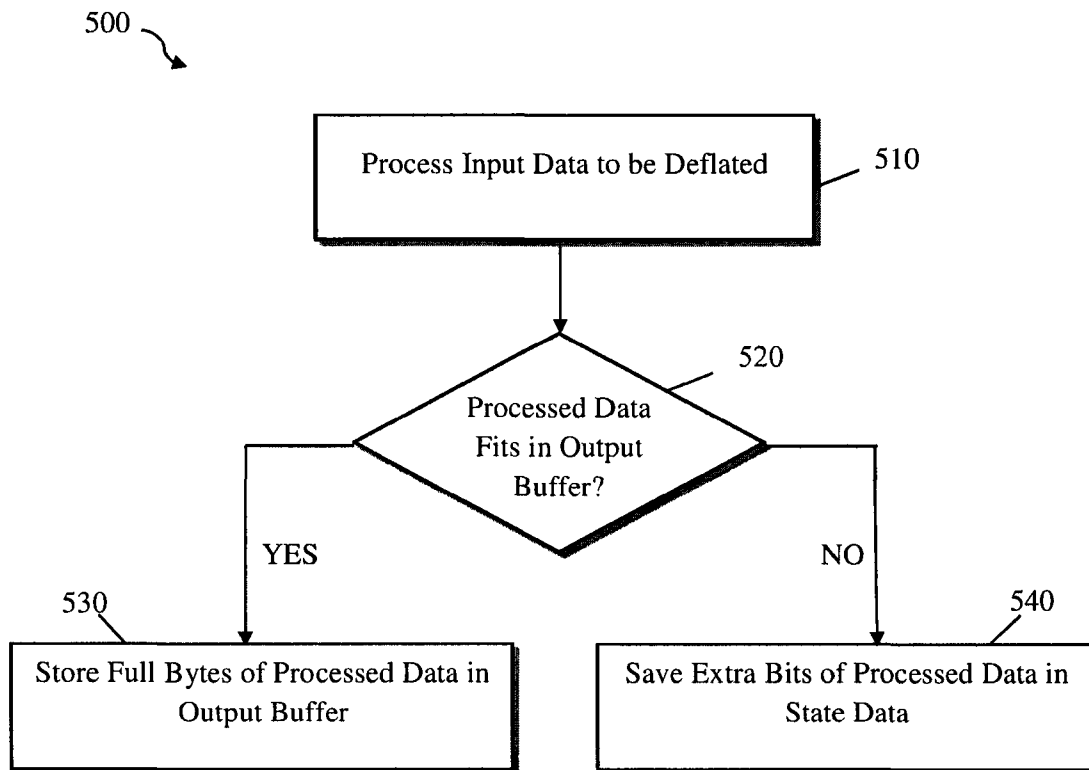 500
Process Input Data to be Deflated
510
520
Processed Data
Fits in Output
Buffer?
YES
NO
530
540
Store Full Bytes of Processed Data in
Output Buffer
Save Extra Bits of Processed Data in
State Data